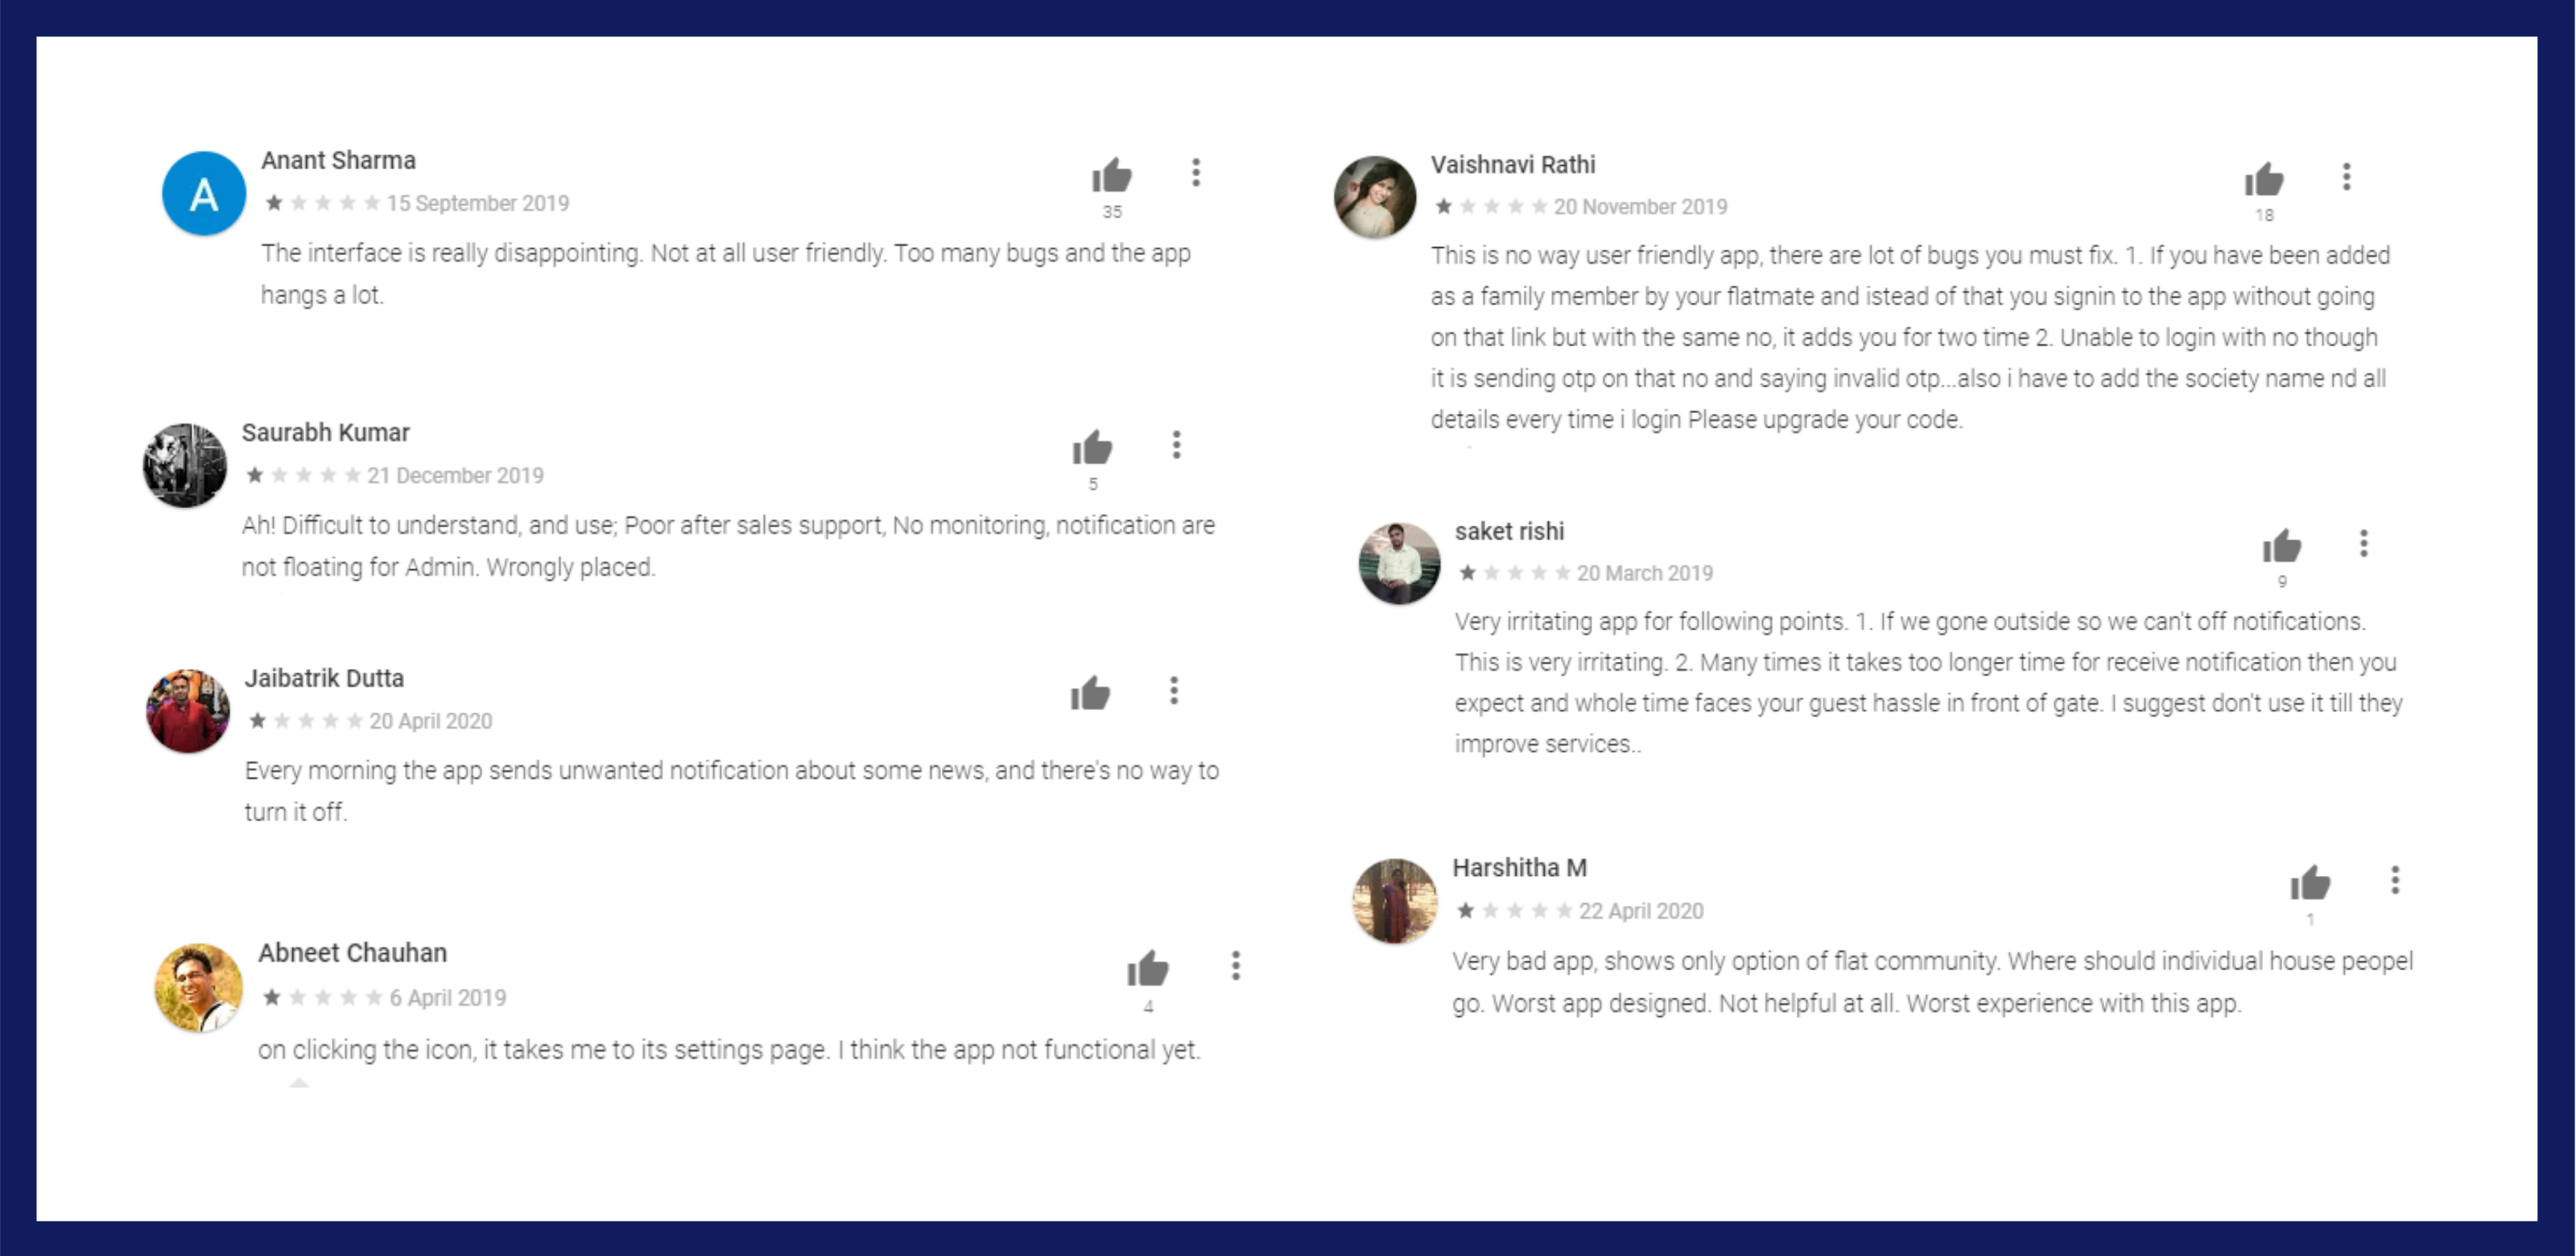 A
Anant Sharma
15 September 2019
35
The interface is really disappointing. Not at all user friendly. Too many bugs and the app
hangs a lot.
Saurabh Kumar
21 December 2019
5
Ah! Difficult to understand, and use; Poor after sales support, No monitoring, notification are
not floating for Admin. Wrongly placed.
Jaibatrik Dutta
20 April 2020
Every morning the app sends unwanted notification about some news, and there's no way to
turn it off.
Abneet Chauhan
6 April 2019
4
on clicking the icon, it takes me to its settings page. I think the app not functional yet.
Vaishnavi Rathi
20 November 2019
18
This is no way user friendly app, there are lot of bugs you must fix. 1. If you have been added
as a family member by your flatmate and istead of that you signin to the app without going
on that link but with the same no, it adds you for two time 2. Unable to login with no though
it is sending otp on that no and saying invalid otp...also i have to add the society name nd all
details every time i login Please upgrade your code.
saket rishi
20 March 2019
9
Very irritating app for following points. 1. If we gone outside so we can't off notifications.
This is very irritating. 2. Many times it takes too longer time for receive notification then you
expect and whole time faces your guest hassle in front of gate. I suggest don't use it till they
improve services..
Harshitha M
22 April 2020
1
Very bad app, shows only option of flat community. Where should individual house peopel
go. Worst app designed. Not helpful at all. Worst experience with this app.